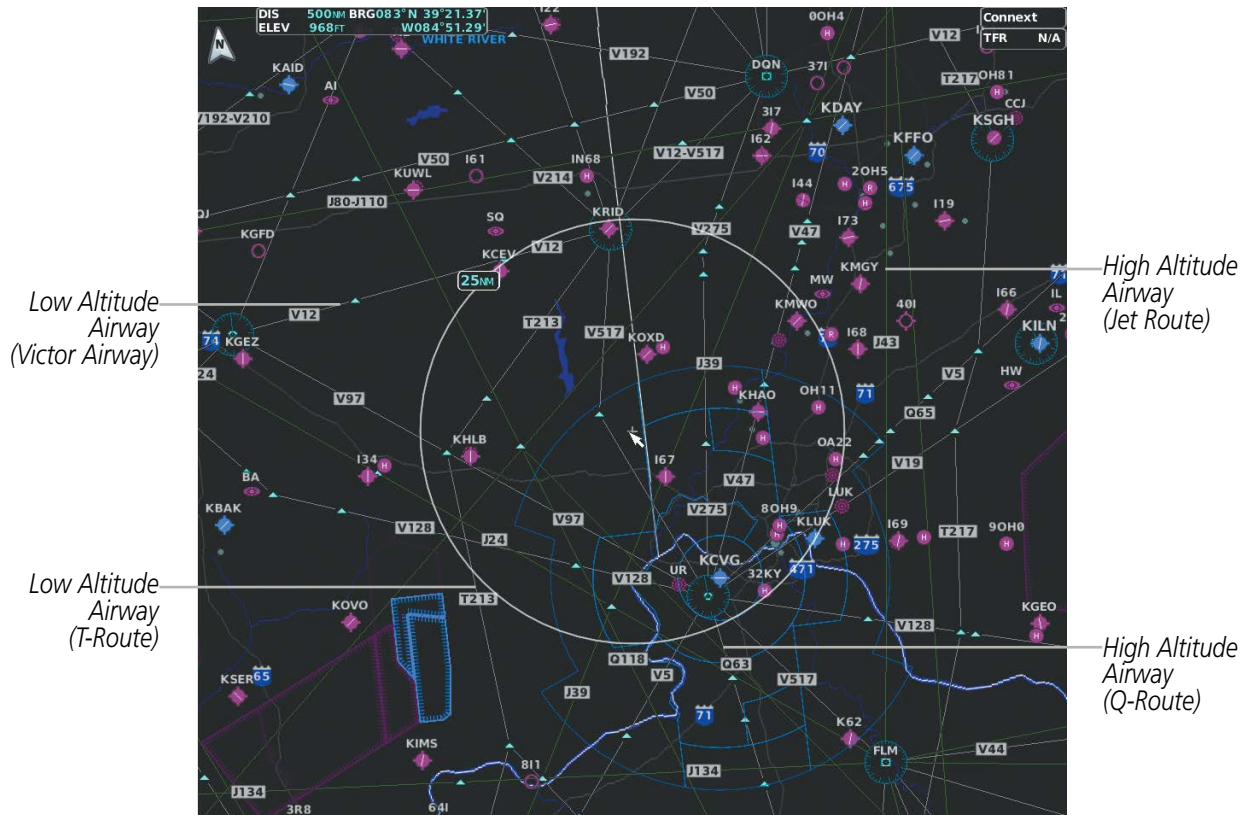 DIS 500NM BRG 083° N 39°21.37'
ELEV 968FT W084°51.29'
I22
WHITE RIVER
N
Connext
TFR N/A
0OH4
V12
V192
DQN
37I
T217
OH81
KAID
AI
V50
CCJ
3I7
KDAY
KSGH
V192-V210
I62
KFFO
V12-V517
70
V50
I61
IN68
2OH5
KUWL
V214
I44
675
J80-J110
I19
QJ
KRID
SQ
V275
V47
I73
KGFD
V12
KCEV
High Altitude
Airway
(Jet Route)
KMGY
25NM
MW
I66
IL
Low Altitude
Airway
(Victor Airway)
V12
T213
V517
KMWO
40I
KILN
74
KGEZ
KOXD
I68
J43
24
J39
V5
HW
V97
KHAO
OH11
71
Q65
KHLB
OA22
I34
I67
V19
BA
V47
LUK
KBAK
V275
8OH9
V128
V97
KLUK
I69
T217
9OH0
J24
275
KCVG
471
UR
V128
32KY
Low Altitude
Airway
(T-Route)
T213
KOVO
KGEO
V128
Q118
Q63
High Altitude
Airway
(Q-Route)
KSER
65
V5
J39
V517
71
K62
KIMS
FLM
V44
8I1
J134
J134
3R8
64I